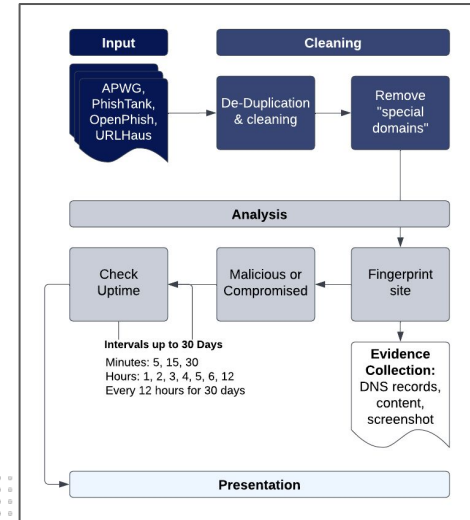 Input
Cleaning
APWG,
PhishTank,
OpenPhish,
URLHaus
De-Duplication
& cleaning
Remove
"special
domains"
Analysis
Check
Uptime
Malicious or
Compromised
Fingerprint
site
Intervals up to 30 Days
Minutes: 5, 15, 30
Hours: 1, 2, 3, 4, 5, 6, 12
Every 12 hours for 30 days
Evidence
Collection:
DNS records,
content,
screenshot
Presentation